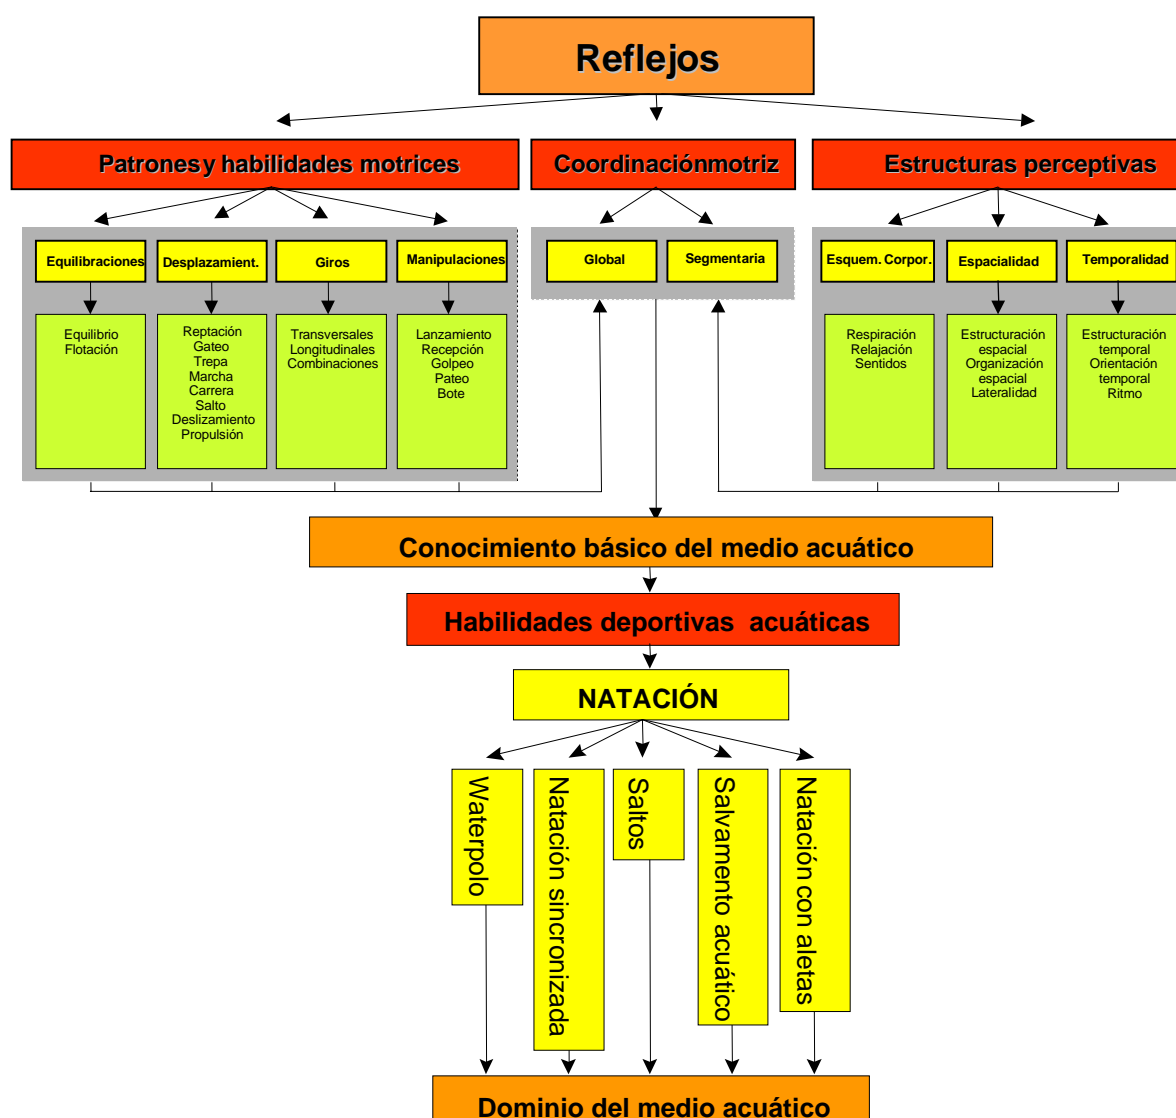 Reflejos
Patronesy habilidades motrices
Coordinaciónmotriz
Estructuras perceptivas
Equilibraciones
Desplazamient.
Giros
Manipulaciones
Global
Segmentaria
Esquem. Corpor.
Espacialidad
Temporalidad
Equilibrio
Flotación
Reptación
Gateo
Trepa
Marcha
Carrera
Salto
Deslizamiento
Propulsión
Transversales
Longitudinales
Combinaciones
Lanzamiento
Recepción
Golpeo
Pateo
Bote
Respiración
Relajación
Sentidos
Estructuración
espacial
Organización
espacial
Lateralidad
Estructuración
temporal
Orientación
temporal
Ritmo
Conocimiento básico del medio acuático
Habilidades deportivas acuáticas
NATACIÓN
Waterpolo
Natación sincronizada
Saltos
Salvamento acuático
Natación con aletas
Dominio del medio acuático